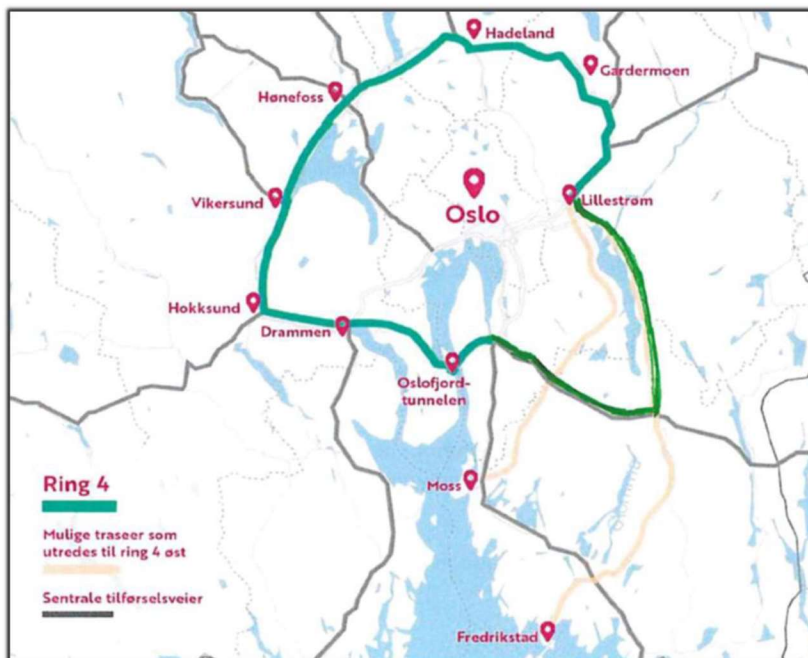 Hadeland
Gardermoen
Hønefoss
Vikersund
Oslo
Lillestrøm
Hokksund
Drammen
Oslofjord-
tunnelen
Moss
Fredrikstad
Ring 4
Mulige traseer som
utredes til ring 4 øst
Sentrale tilførselsveier